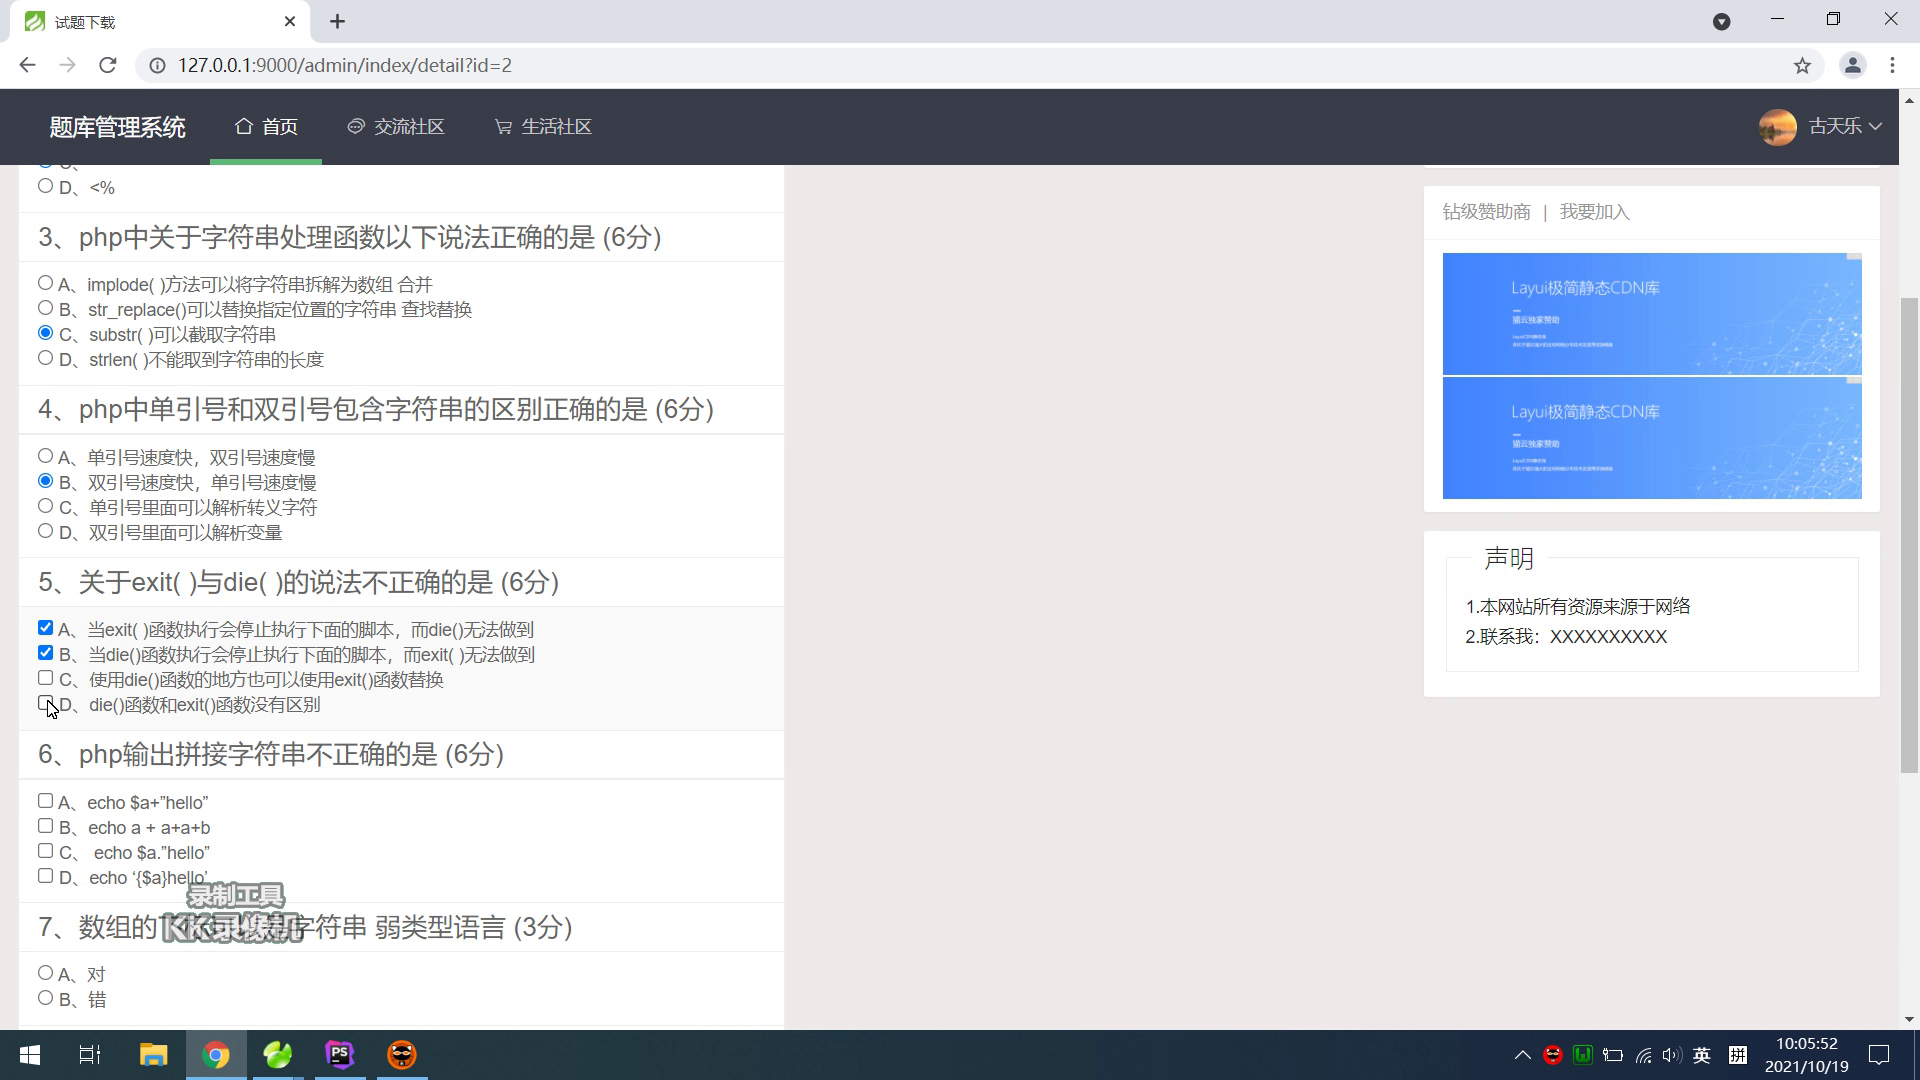 试题下载
127.0.0.1:9000/admin/index/detail?id=2
题库管理系统
首页
交流社区
生活社区
古天乐
D、<%
3、php中关于字符串处理函数以下说法正确的是 (6分)
A、implode( )方法可以将字符串拆解为数组 合并
B、str_replace()可以替换指定位置的字符串 查找替换
C、substr( )可以截取字符串
D、strlen( )不能取到字符串的长度
4、php中单引号和双引号包含字符串的区别正确的是 (6分)
A、单引号速度快，双引号速度慢
B、双引号速度快，单引号速度慢
C、单引号里面可以解析转义字符
D、双引号里面可以解析变量
5、关于exit( )与die( )的说法不正确的是 (6分)
A、当exit( )函数执行会停止执行下面的脚本，而die()无法做到
B、当die()函数执行会停止执行下面的脚本，而exit( )无法做到
C、使用die()函数的地方也可以使用exit()函数替换
D、die()函数和exit()函数没有区别
6、php输出拼接字符串不正确的是 (6分)
A、echo $a+”hello”
B、echo a + a+a+b
C、 echo $a.”hello”
D、echo ‘{$a}hello’
录制工具
KK录像机
7、数组的 字符串 弱类型语言 (3分)
A、对
B、错
钻级赞助商 | 我要加入
Layui极简静态CDN库
猫云独家赞助
Layui极简静态CDN库
猫云独家赞助
声明
1.本网站所有资源来源于网络
2.联系我：XXXXXXXXXX
PS
英
拼
10:05:52
2021/10/19